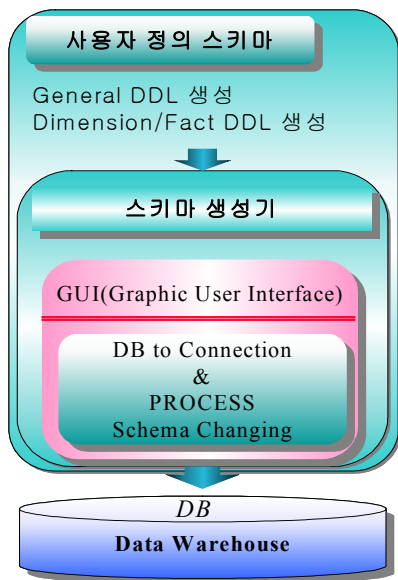 사용자 정의 스키마
General DDL 생성
Dimension/Fact DDL 생성
스키마 생성기
GUI(Graphic User Interface)
DB to Connection
&
PROCESS
Schema Changing
DB
Data Warehouse